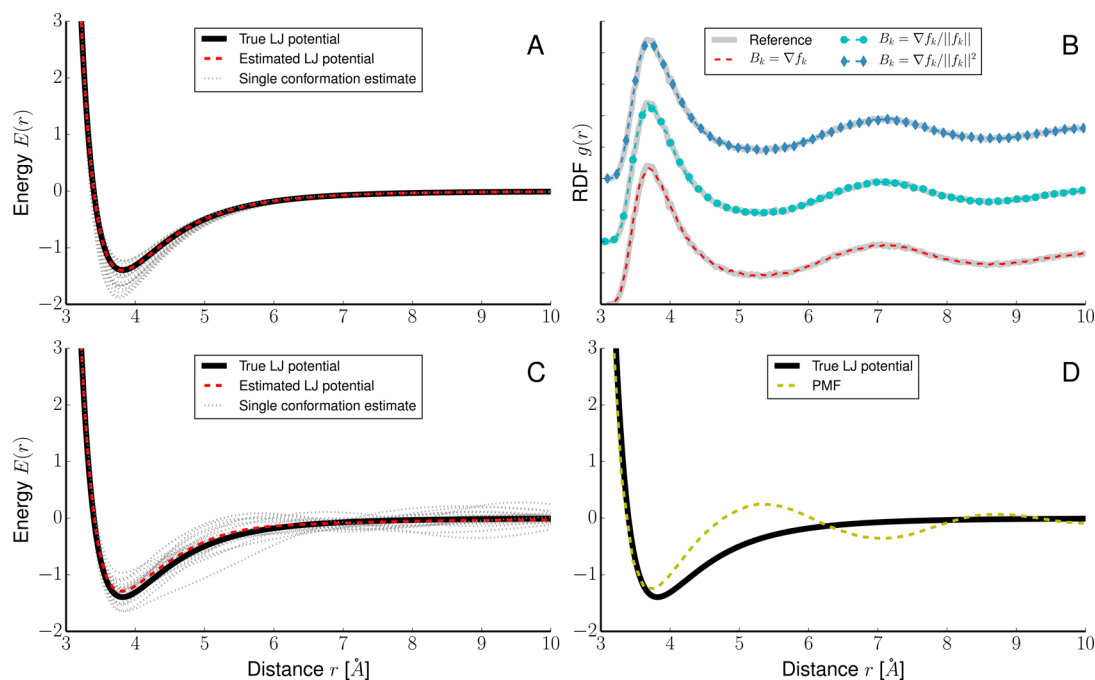 A
True LJ potential
Estimated LJ potential
Single conformation estimate
Energy E(r)
3
2
1
0
−1
−2
3 4 5 6 7 8 9 10
B
Reference
B_k = ∇f_k
B_k = ∇f_k/||f_k||
B_k = ∇f_k/||f_k||²
RDF g(r)
3 4 5 6 7 8 9 10
C
True LJ potential
Estimated LJ potential
Single conformation estimate
Energy E(r)
3
2
1
0
−1
−2
3 4 5 6 7 8 9 10
Distance r [Å]
D
True LJ potential
PMF
3
2
1
0
−1
−2
3 4 5 6 7 8 9 10
Distance r [Å]